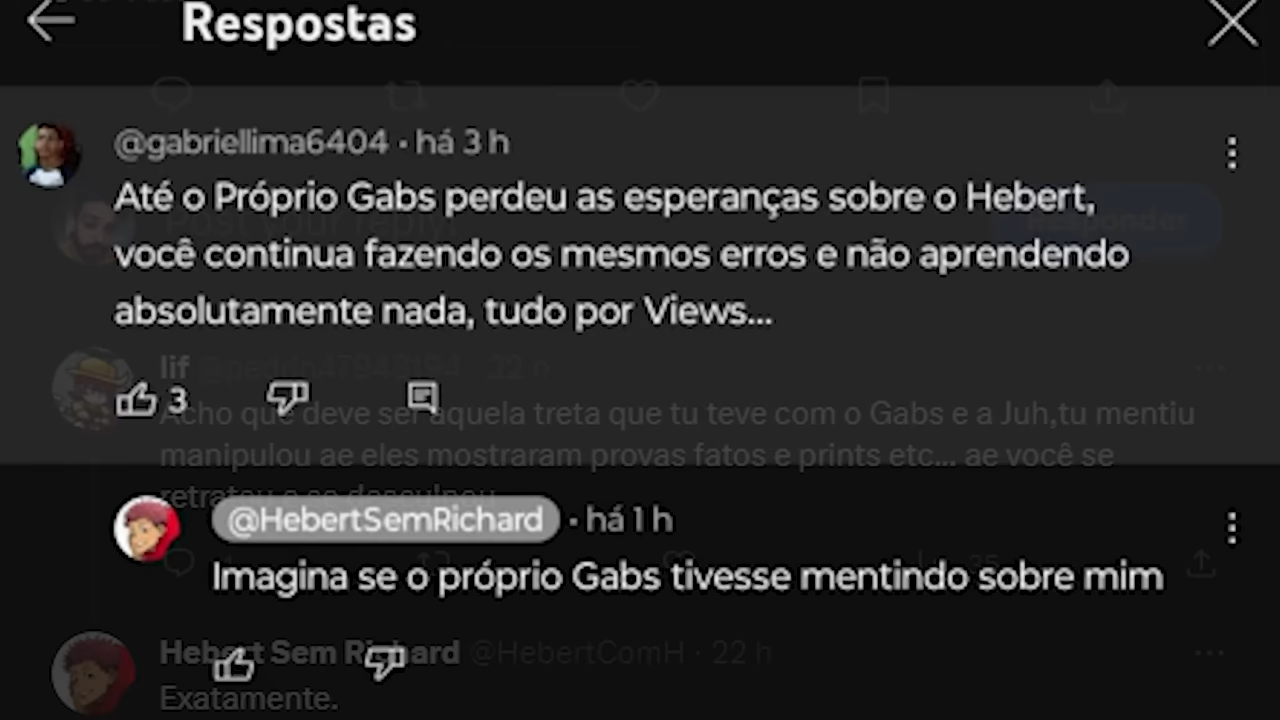 Respostas
@gabriellima6404 · há 3 h
Até o Próprio Gabs perdeu as esperanças sobre o Hebert,
você continua fazendo os mesmos erros e não aprendendo
absolutamente nada, tudo por Views...
3
lif @pedrin47943194 · 22 h
Acho que deve ser aquela treta que tu teve com o Gabs e a Juh,tu mentiu
manipulou ae eles mostraram provas fatos e prints etc... ae você se
retratou e se desculpou
@HebertSemRichard · há 1 h
Imagina se o próprio Gabs tivesse mentindo sobre mim
Hebert Sem Richard @HebertComH · 22 h
Exatamente.